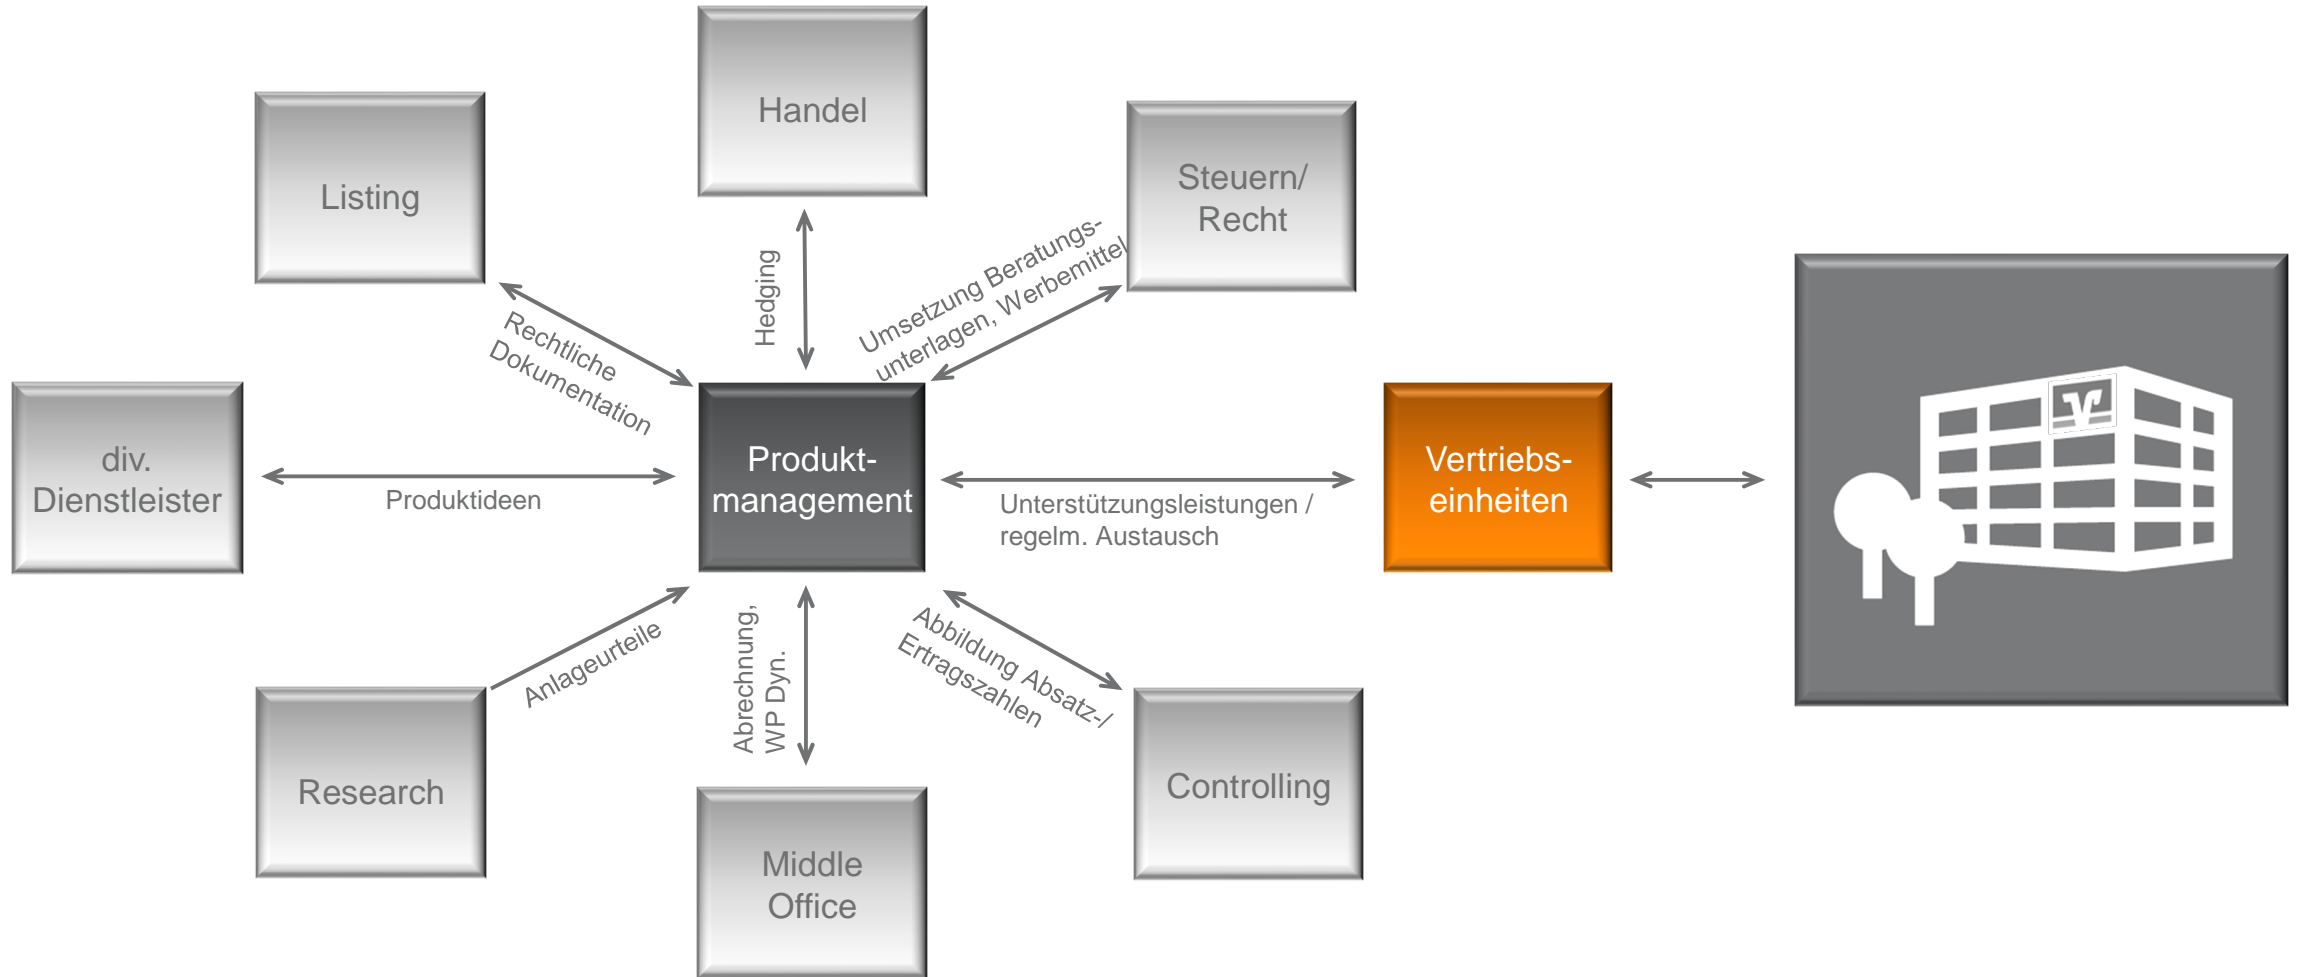 Handel
Listing
Steuern/
Recht
Hedging
Umsetzung Beratungs-
unterlagen, Werbemittel
Rechtliche
Dokumentation
div.
Dienstleister
Produktideen
Produkt-
management
Unterstützungsleistungen /
regelm. Austausch
Vertriebs-
einheiten
Anlageurteile
Abrechnung,
WP Dyn.
Abbildung Absatz-/
Ertragszahlen
Research
Middle
Office
Controlling